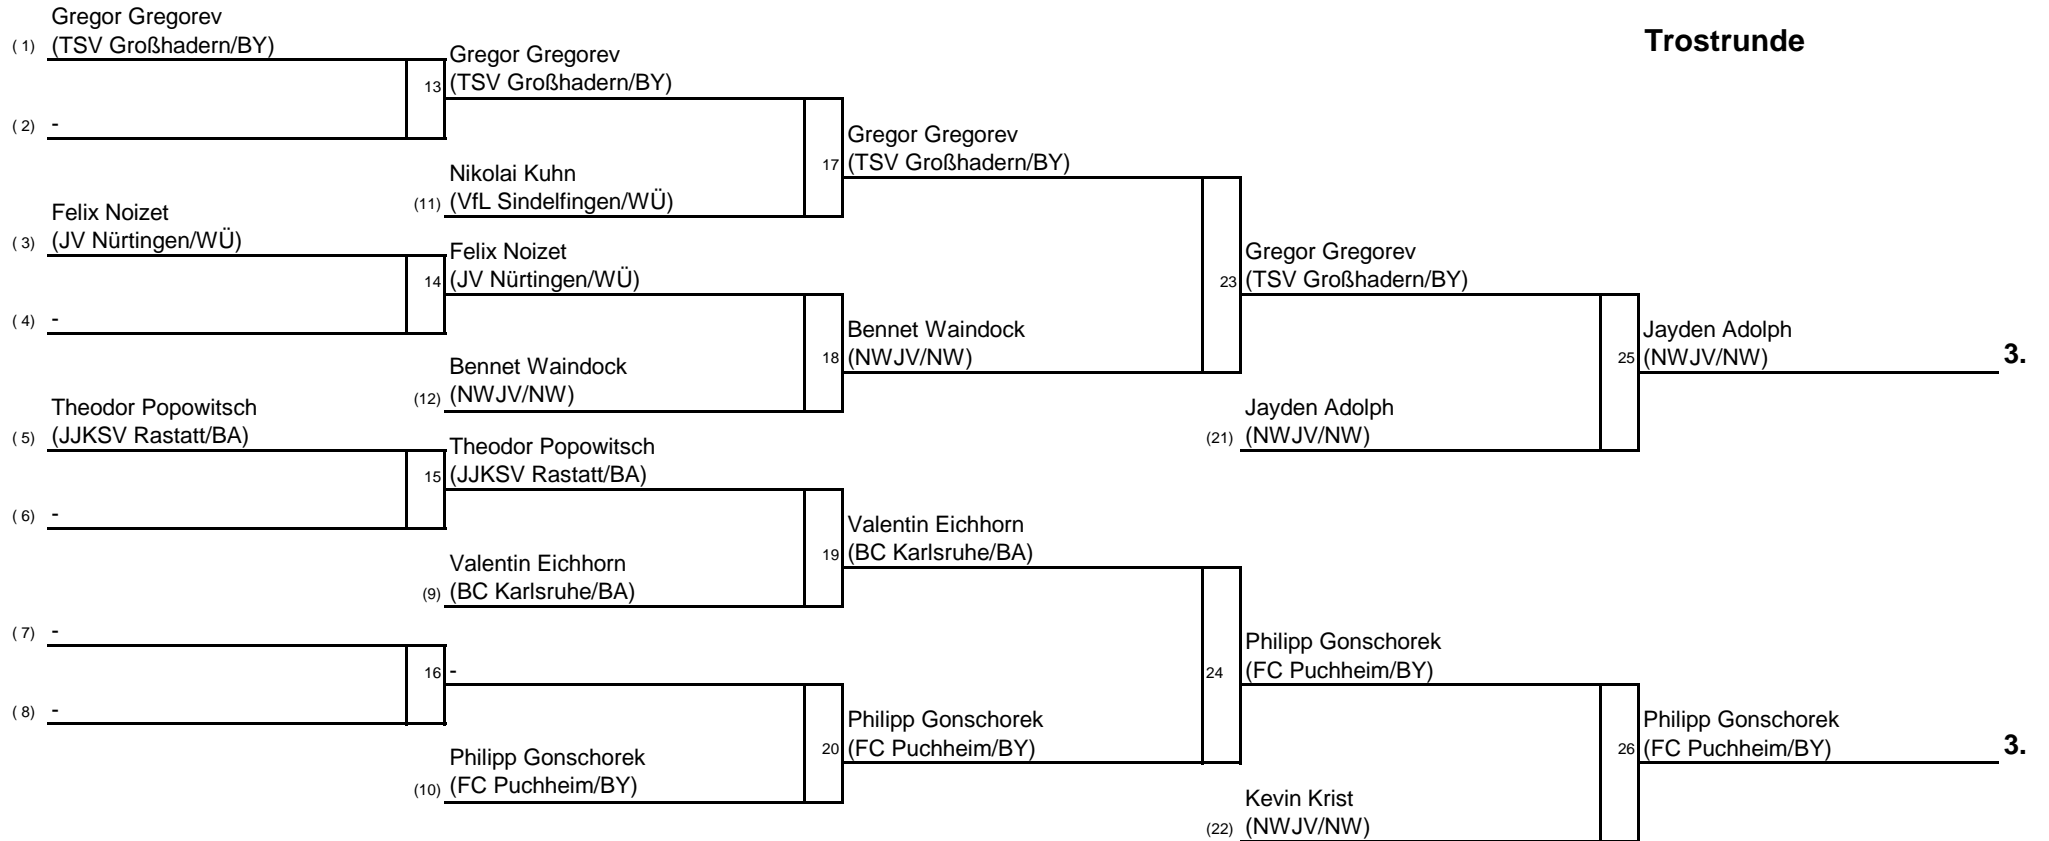 Trostrunde
Gregor Gregorev
( 1) (TSV Großhadern/BY)
( 2) -
Felix Noizet
( 3) (JV Nürtingen/WÜ)
( 4) -
Theodor Popowitsch
( 5) (JJKSV Rastatt/BA)
( 6) -
( 7) -
( 8) -
Gregor Gregorev
13 (TSV Großhadern/BY)
Nikolai Kuhn
(11) (VfL Sindelfingen/WÜ)
Felix Noizet
14 (JV Nürtingen/WÜ)
Bennet Waindock
(12) (NWJV/NW)
Theodor Popowitsch
15 (JJKSV Rastatt/BA)
Valentin Eichhorn
(9) (BC Karlsruhe/BA)
16 -
Philipp Gonschorek
(10) (FC Puchheim/BY)
Gregor Gregorev
17 (TSV Großhadern/BY)
Bennet Waindock
18 (NWJV/NW)
Valentin Eichhorn
19 (BC Karlsruhe/BA)
Philipp Gonschorek
20 (FC Puchheim/BY)
Gregor Gregorev
23 (TSV Großhadern/BY)
Jayden Adolph
(21) (NWJV/NW)
Philipp Gonschorek
24 (FC Puchheim/BY)
Kevin Krist
(22) (NWJV/NW)
Jayden Adolph
25 (NWJV/NW) 3.
Philipp Gonschorek
26 (FC Puchheim/BY) 3.